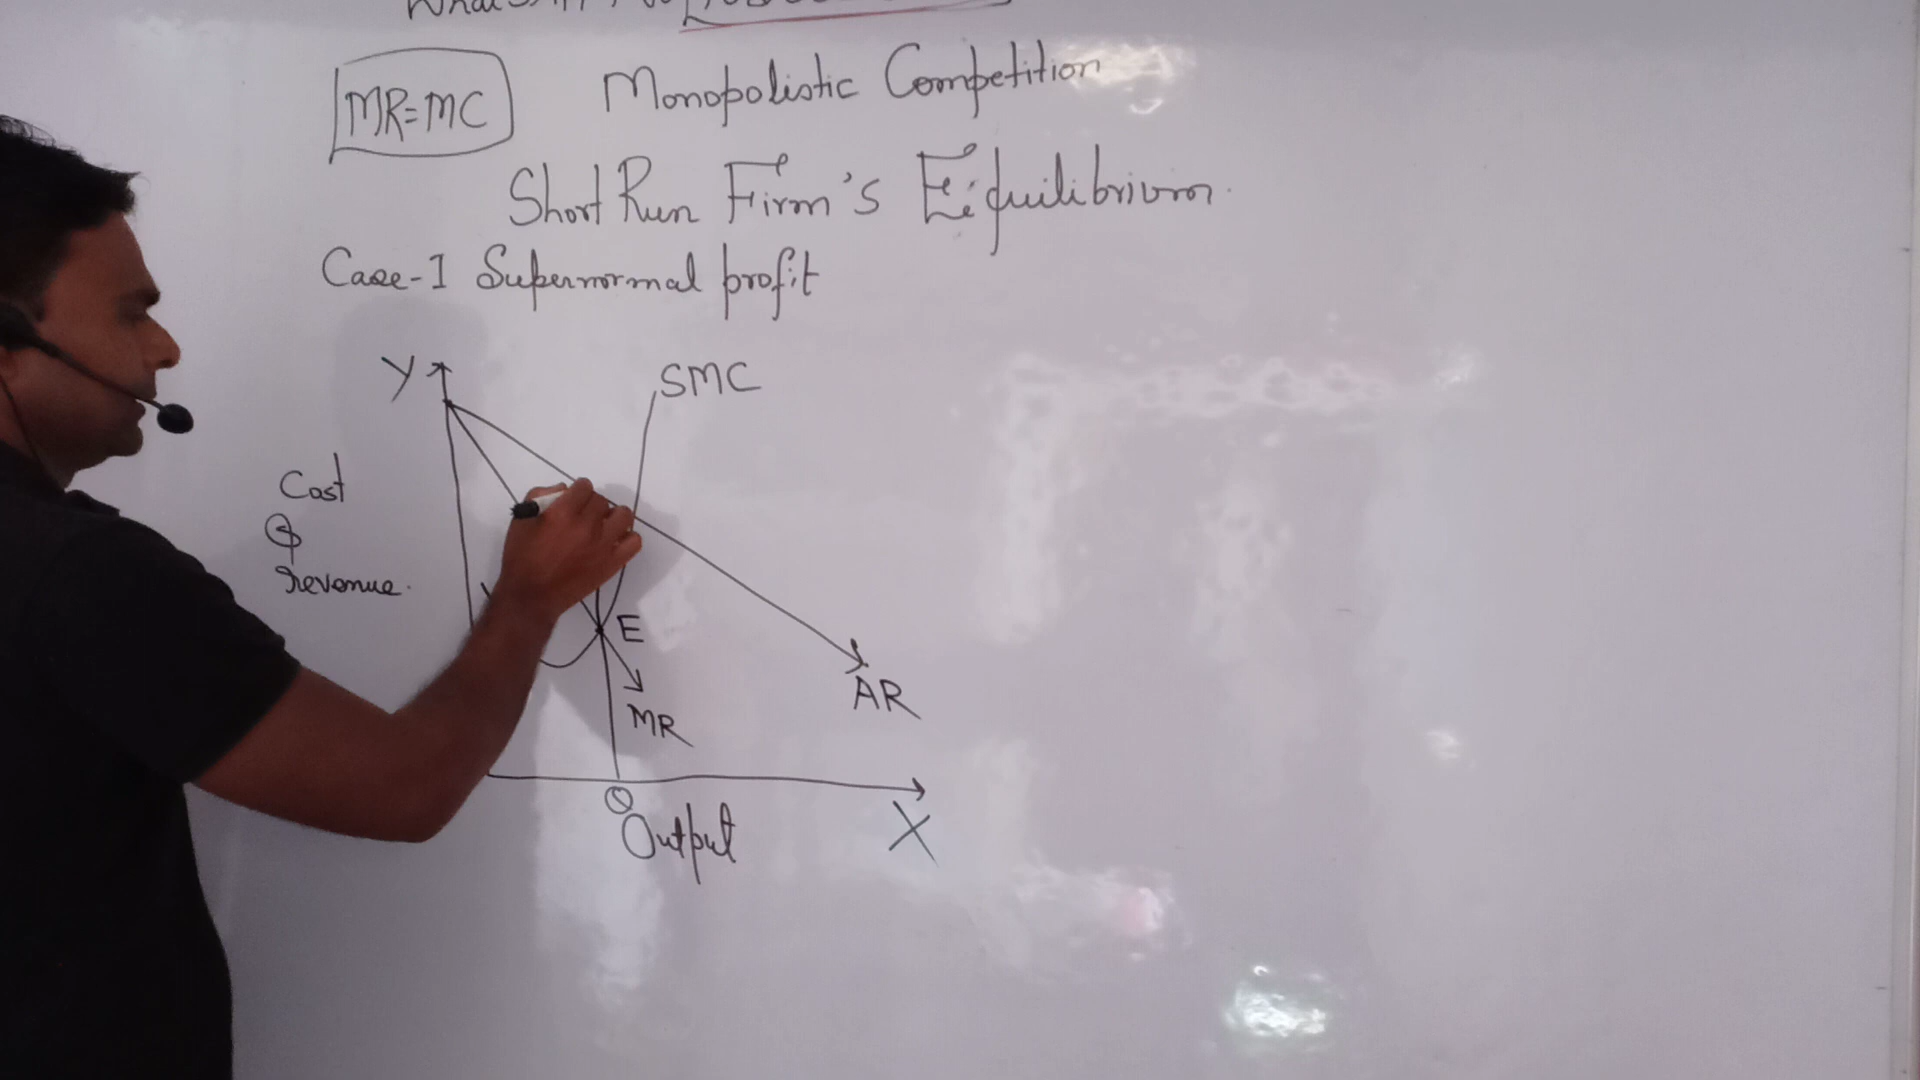 MR=MC
Monopolistic Competition
Short Run Firm's Equilibrium
Case-1 Supernormal profit
Y
SMC
Cost
&
Revenue.
E
MR
AR
Q
Output
X